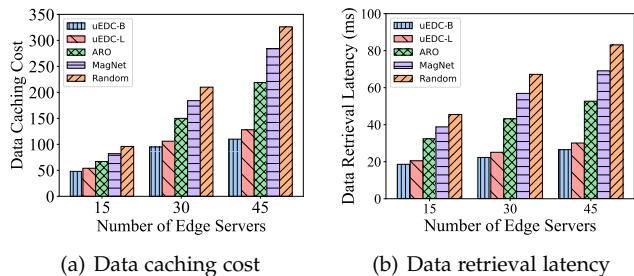 350
300
250
200
150
100
50
0
Data Caching Cost
uEDC-B
uEDC-L
ARO
MagNet
Random
15 30 45
Number of Edge Servers
(a) Data caching cost
100
80
60
40
20
0
Data Retrieval Latency (ms)
uEDC-B
uEDC-L
ARO
MagNet
Random
15 30 45
Number of Edge Servers
(b) Data retrieval latency